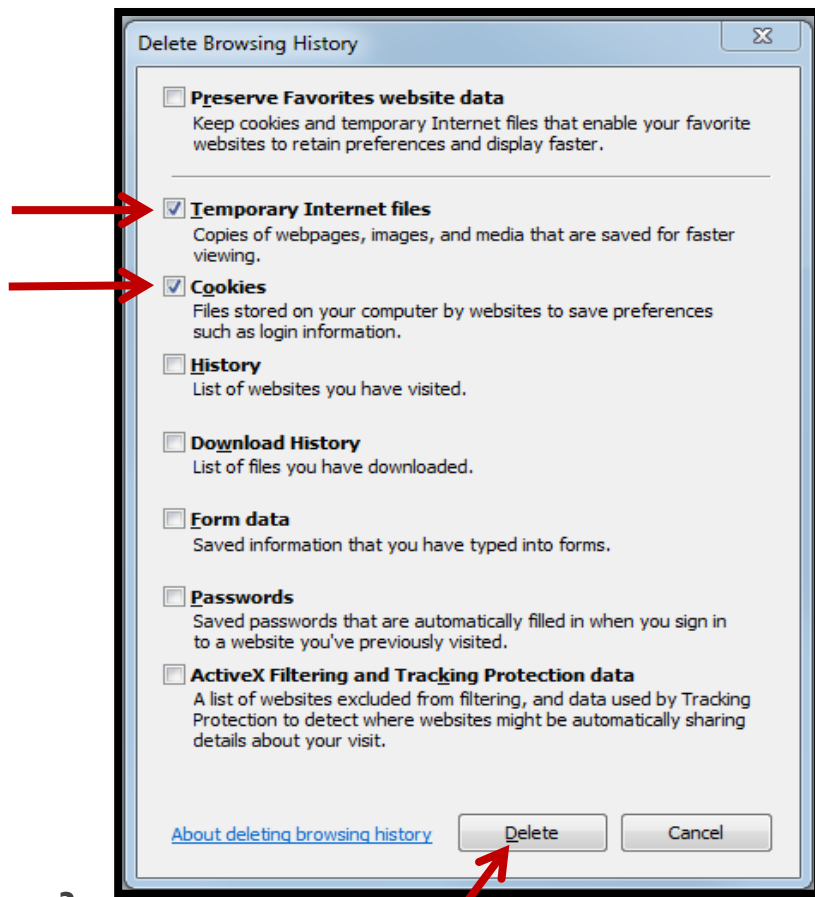 Delete Browsing History
Preserve Favorites website data
Keep cookies and temporary Internet files that enable your favorite
websites to retain preferences and display faster.
Temporary Internet files
Copies of webpages, images, and media that are saved for faster
viewing.
Cookies
Files stored on your computer by websites to save preferences
such as login information.
History
List of websites you have visited.
Download History
List of files you have downloaded.
Form data
Saved information that you have typed into forms.
Passwords
Saved passwords that are automatically filled in when you sign in
to a website you've previously visited.
ActiveX Filtering and Tracking Protection data
A list of websites excluded from filtering, and data used by Tracking
Protection to detect where websites might be automatically sharing
details about your visit.
About deleting browsing history Delete Cancel